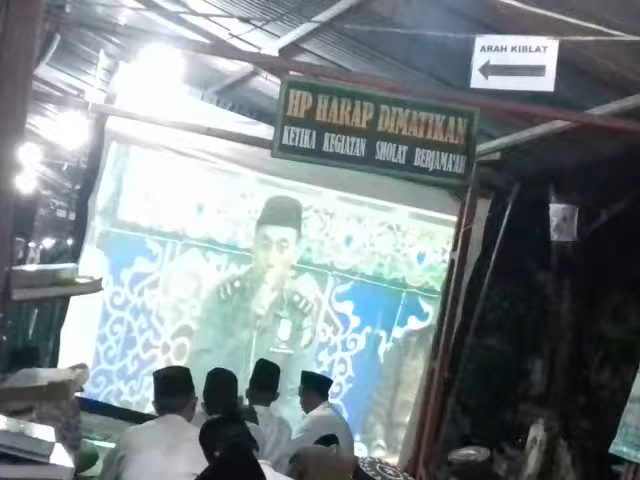 ARAH KIBLAT
HP HARAP DIMATIKAN
KETIKA KEGIATAN SHOLAT BERJAMA'AH